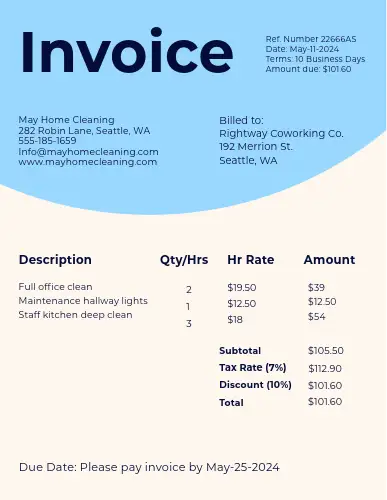 Invoice
Ref. Number 22666AS
Date: May-11-2024
Terms: 10 Business Days
Amount due: $101.60
May Home Cleaning
282 Robin Lane, Seattle, WA
555-185-1659
Info@mayhomecleaning.com
www.mayhomecleaning.com
Billed to:
Rightway Coworking Co.
192 Merrion St.
Seattle, WA
Description Qty/Hrs Hr Rate Amount
Full office clean 2 $19.50 $39
Maintenance hallway lights 1 $12.50 $12.50
Staff kitchen deep clean 3 $18 $54
Subtotal $105.50
Tax Rate (7%) $112.90
Discount (10%) $101.60
Total $101.60
Due Date: Please pay invoice by May-25-2024